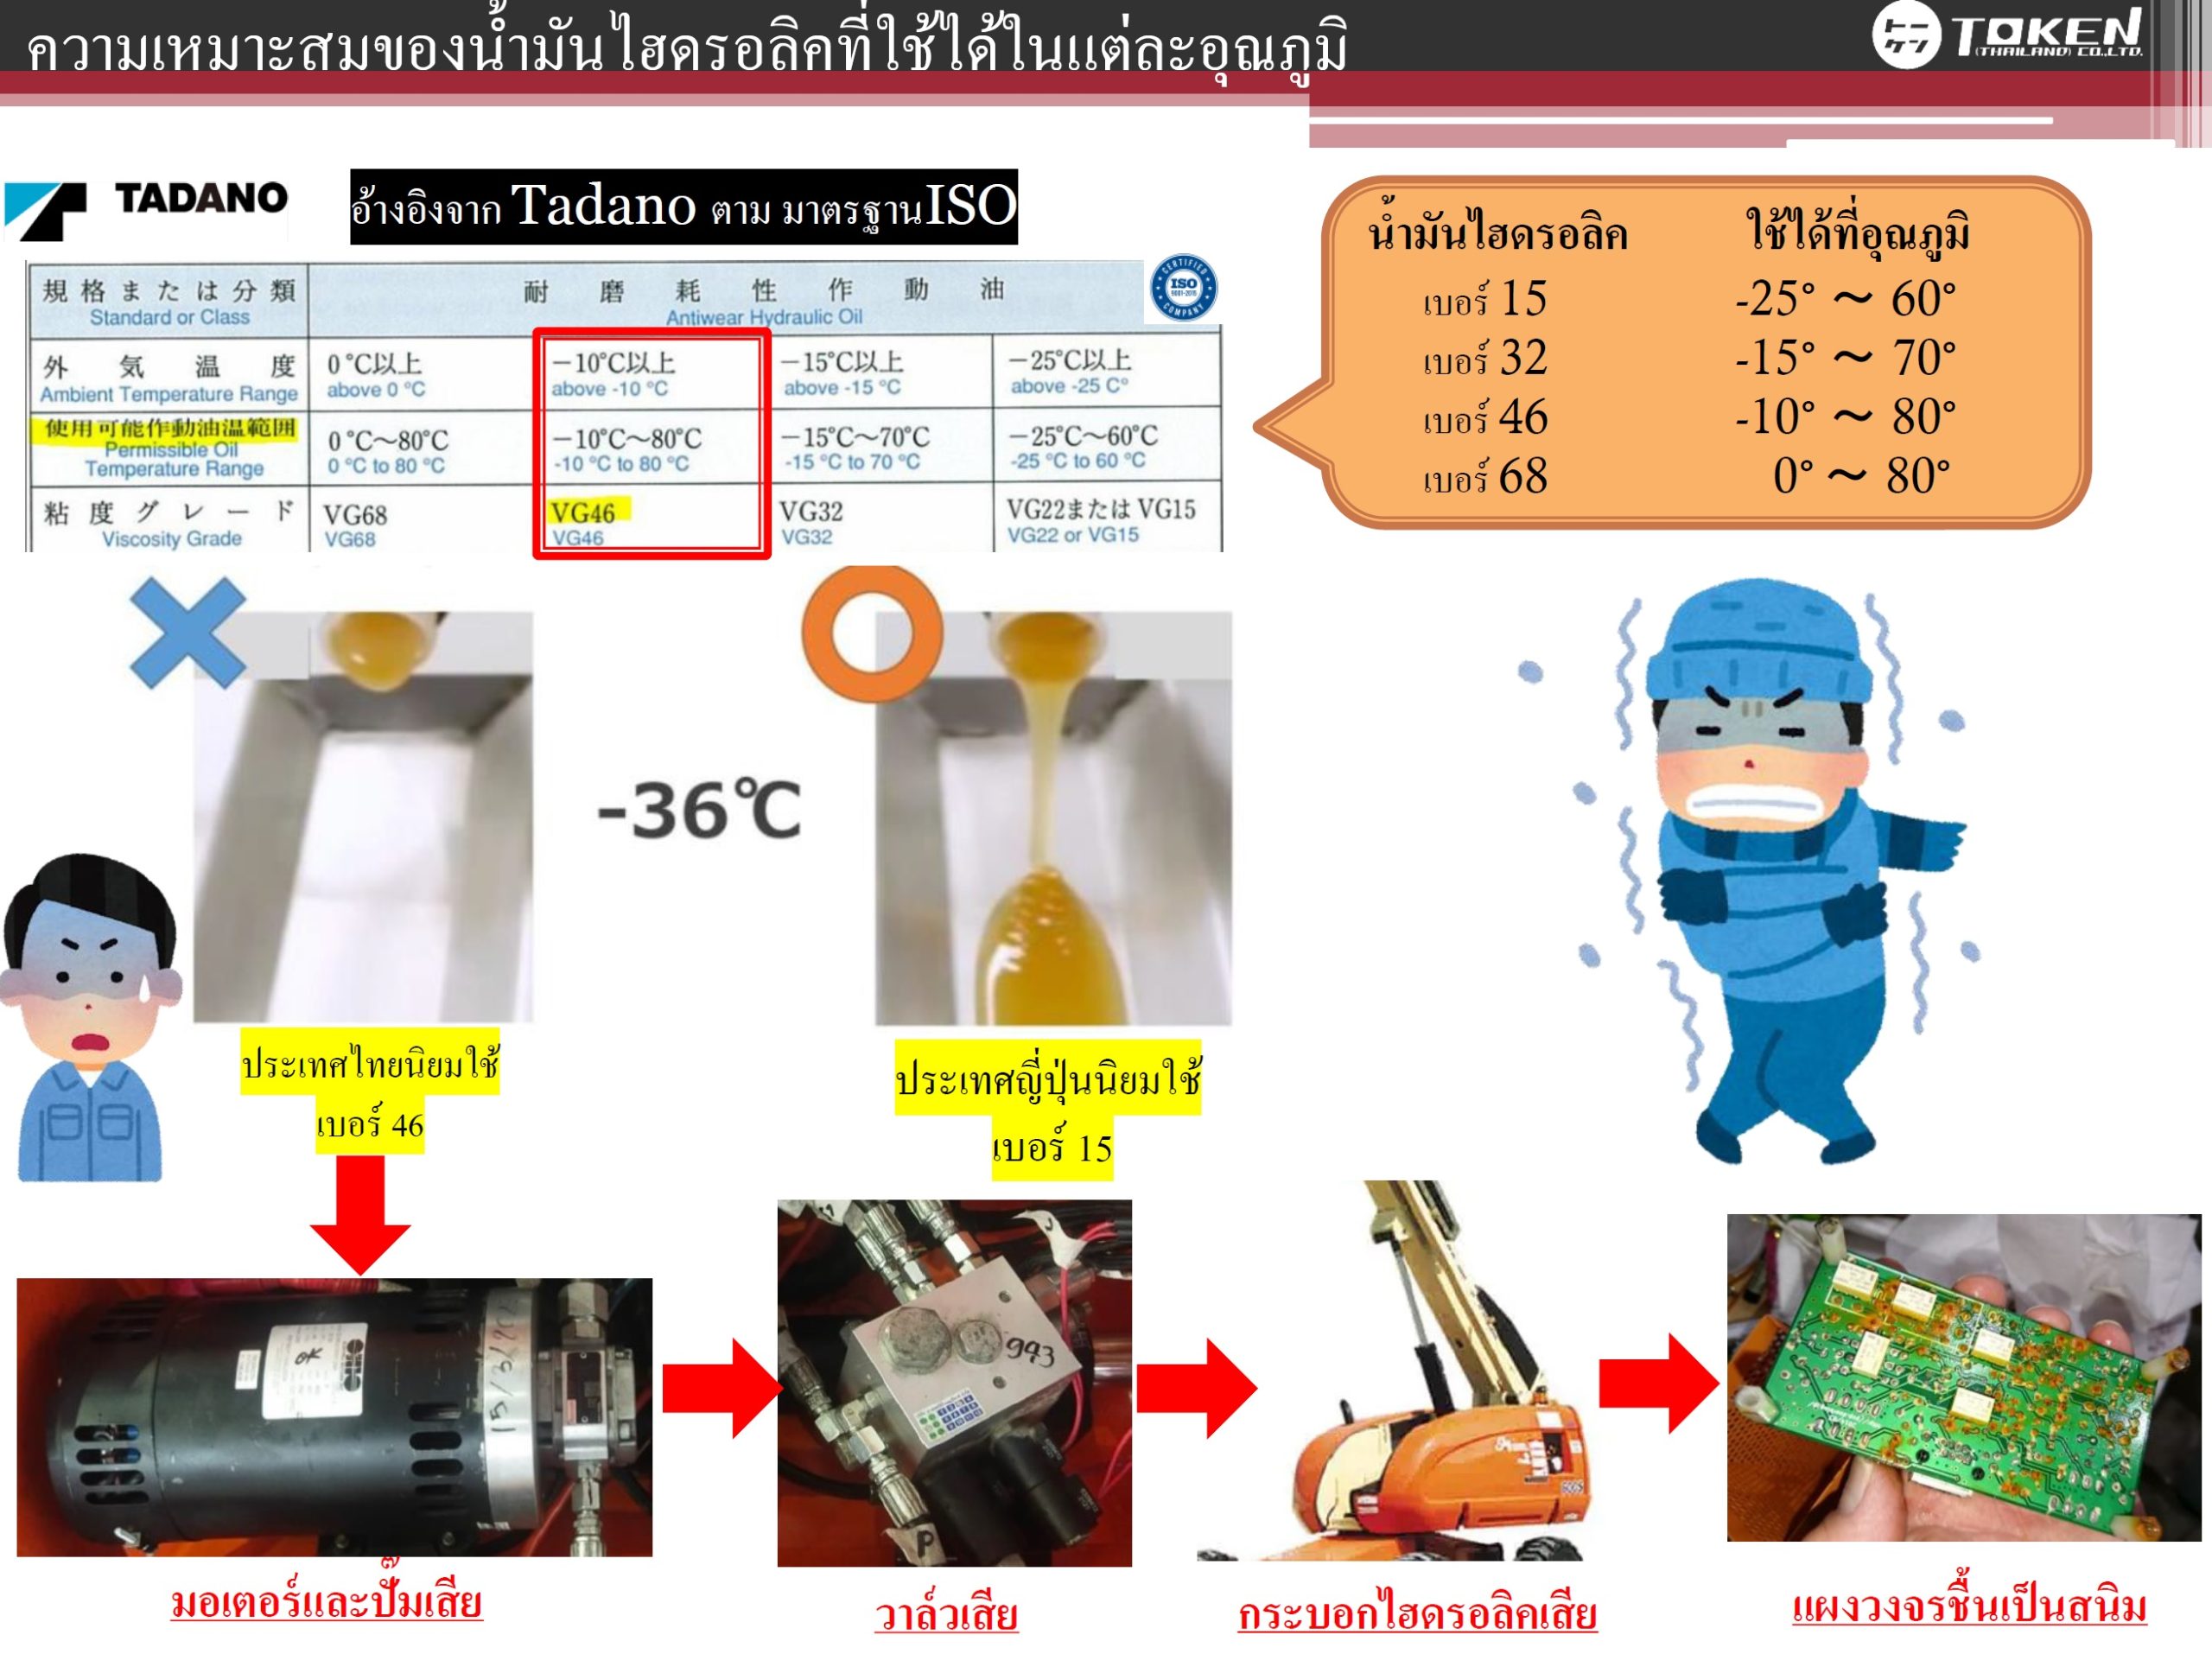 ความเหมาะสมของน้ำมันไฮดรอลิคที่ใช้ได้ในแต่ละอุณภูมิ
トーケン
TOKEN
(THAILAND) CO.,LTD.
TADANO
อ้างอิงจาก Tadano ตาม มาตรฐานISO
CERTIFIED
ISO
COMPANY
規格または分類
Standard or Class
耐磨耗性作動油
Antiwear Hydraulic Oil
外気温度
Ambient Temperature Range
0℃以上
above 0 °C
−10℃以上
above -10 °C
−15℃以上
above -15 °C
−25℃以上
above -25 C°
使用可能作動油温範囲
Permissible Oil
Temperature Range
0℃～80℃
0 °C to 80 °C
−10℃～80℃
-10 °C to 80 °C
−15℃～70℃
-15 °C to 70 °C
−25℃～60℃
-25 °C to 60 °C
粘度グレード
Viscosity Grade
VG68
VG68
VG46
VG46
VG32
VG32
VG22または VG15
VG22 or VG15
น้ำมันไฮดรอลิค ใช้ได้ที่อุณภูมิ
เบอร์ 15 -25° ～ 60°
เบอร์ 32 -15° ～ 70°
เบอร์ 46 -10° ～ 80°
เบอร์ 68 0° ～ 80°
-36℃
ประเทศไทยนิยมใช้
เบอร์ 46
ประเทศญี่ปุ่นนิยมใช้
เบอร์ 15
OK
993
P
600S
มอเตอร์และปั๊มเสีย
วาล์วเสีย
กระบอกไฮดรอลิคเสีย
แผงวงจรชื้นเป็นสนิม